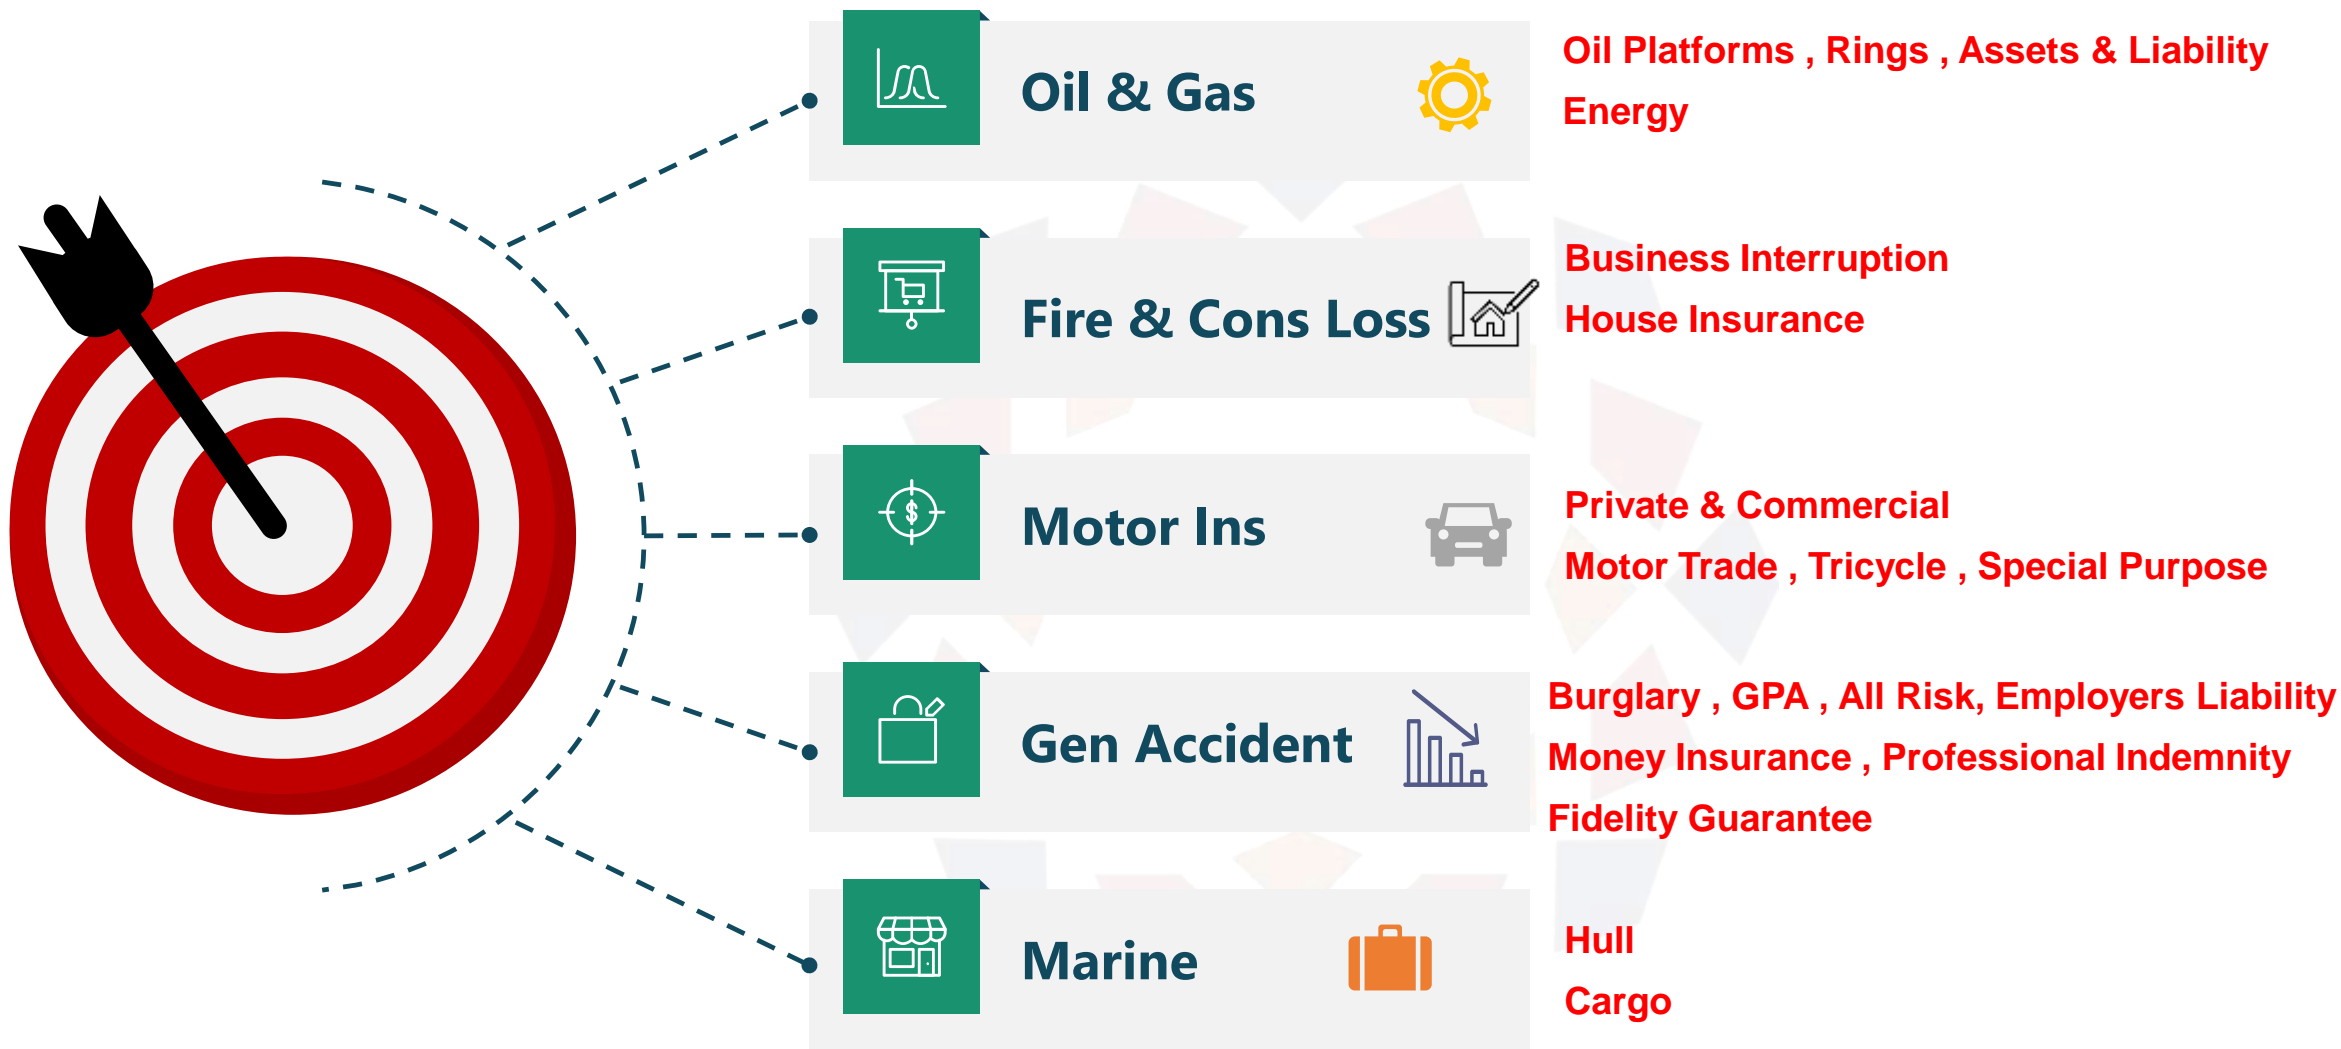 Oil & Gas
Oil Platforms , Rings , Assets & Liability
Energy
Fire & Cons Loss
Business Interruption
House Insurance
Motor Ins
Private & Commercial
Motor Trade , Tricycle , Special Purpose
Gen Accident
Burglary , GPA , All Risk, Employers Liability
Money Insurance , Professional Indemnity
Fidelity Guarantee
Marine
Hull
Cargo